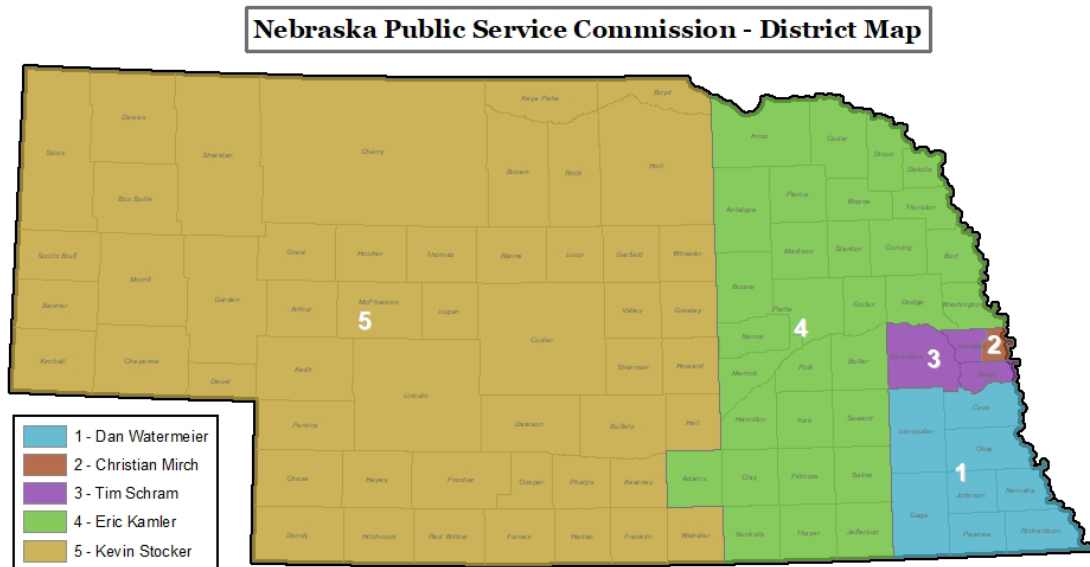 Nebraska Public Service Commission - District Map
Keya Paha
Boyd
Dawes
Knox
Cedar
Sioux
Sheridan
Cherry
Dixon
Brown
Rock
Holt
Dakota
Box Butte
Pierce
Wayne
Antelope
Thurston
Scotts Bluff
Grant
Hooker
Thomas
Blaine
Loup
Garfield
Wheeler
Madison
Stanton
Cuming
Burt
Morrill
Garden
Boone
Banner
Arthur
McPherson
Logan
Valley
Greeley
Platte
Colfax
Dodge
Washington
5
4
Custer
Nance
Kimball
Cheyenne
Keith
Sherman
Howard
Merrick
Polk
Butler
Saunders
3
Douglas
2
Sarpy
Deuel
Lincoln
Perkins
Dawson
Buffalo
Hall
Hamilton
York
Seward
Lancaster
Cass
Otoe
Chase
Hayes
Frontier
Gosper
Phelps
Kearney
Adams
Clay
Fillmore
Saline
1
Gage
Johnson
Nemaha
Dundy
Hitchcock
Red Willow
Furnas
Harlan
Franklin
Webster
Nuckolls
Thayer
Jefferson
Pawnee
Richardson
1 - Dan Watermeier
2 - Christian Mirch
3 - Tim Schram
4 - Eric Kamler
5 - Kevin Stocker